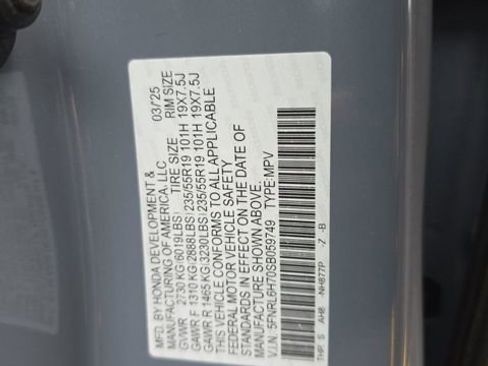 MFD. BY HONDA DEVELOPMENT & 03/25
MANUFACTURING OF AMERICA, LLC
TIRE SIZE RIM SIZE
GVWR 2730 KG(6019LBS)
GAWR F 1310 KG(2888LBS) 235/55R19 101H 19X7.5J
GAWR R 1465 KG(3230LBS) 235/55R19 101H 19X7.5J
THIS VEHICLE CONFORMS TO ALL APPLICABLE
FEDERAL MOTOR VEHICLE SAFETY
STANDARDS IN EFFECT ON THE DATE OF
MANUFACTURE SHOWN ABOVE.
V.I.N. 5FNRL6H70SB059749 TYPE:MPV
THP S AH8 -NH877P -Z -B